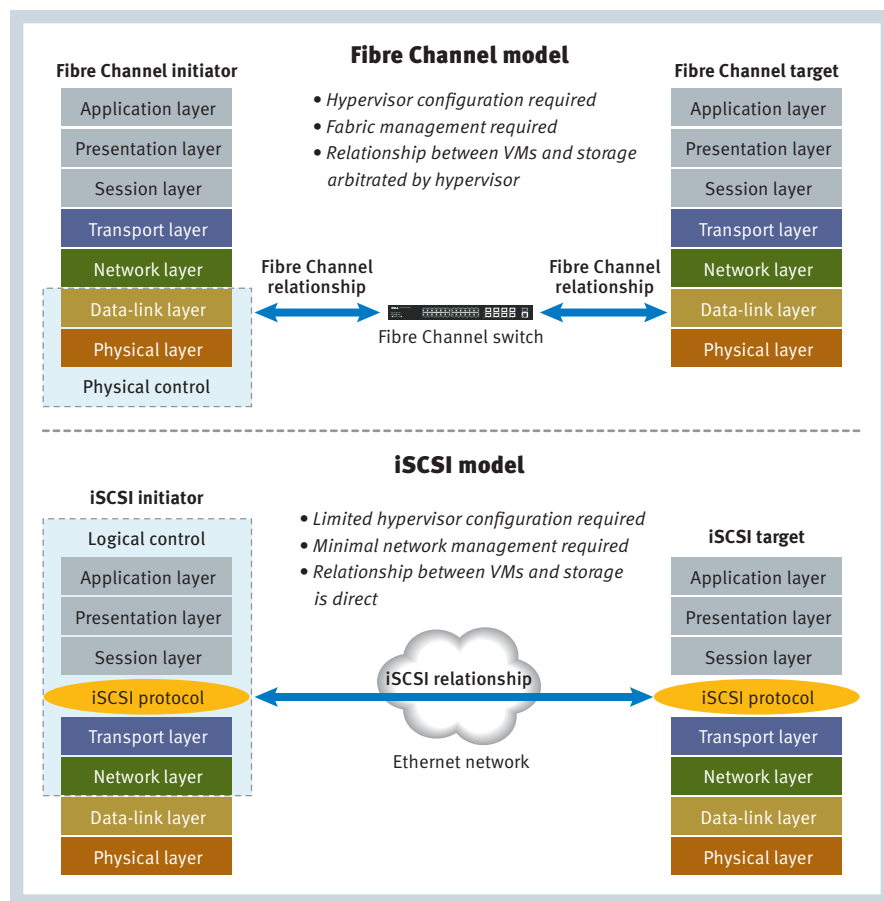 Fibre Channel model
Fibre Channel initiator
Application layer
Presentation layer
Session layer
Transport layer
Network layer
Data-link layer
Physical layer
Physical control
• Hypervisor configuration required
• Fabric management required
• Relationship between VMs and storage
arbitrated by hypervisor
Fibre Channel
relationship
Fibre Channel switch
Fibre Channel
relationship
Fibre Channel target
Application layer
Presentation layer
Session layer
Transport layer
Network layer
Data-link layer
Physical layer
iSCSI model
iSCSI initiator
Logical control
Application layer
Presentation layer
Session layer
iSCSI protocol
Transport layer
Network layer
Data-link layer
Physical layer
• Limited hypervisor configuration required
• Minimal network management required
• Relationship between VMs and storage
is direct
iSCSI relationship
Ethernet network
iSCSI target
Application layer
Presentation layer
Session layer
iSCSI protocol
Transport layer
Network layer
Data-link layer
Physical layer